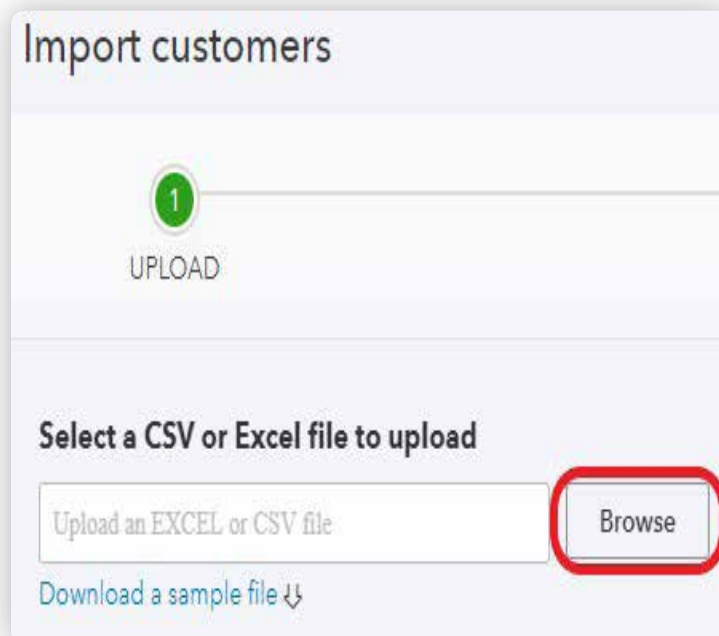 Import customers
1
UPLOAD
Select a CSV or Excel file to upload
Upload an EXCEL or CSV file
Browse
Download a sample file